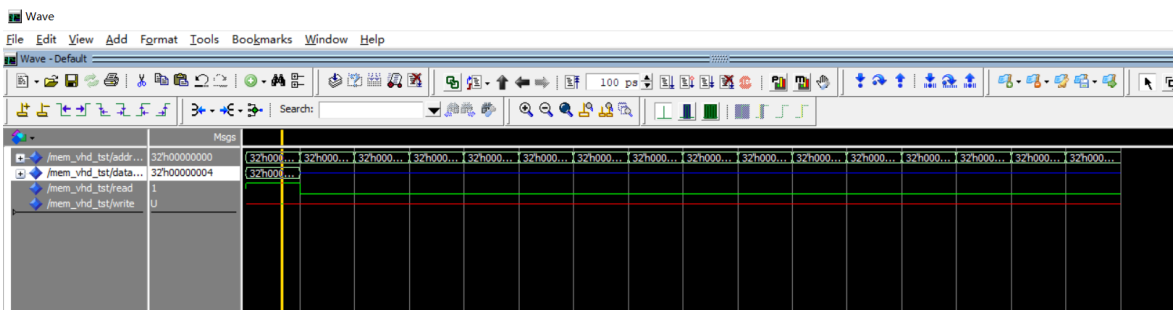 Wave
File Edit View Add Format Tools Bookmarks Window Help
Wave - Default
100 ps
Search:
Msgs
/mem_vhd_tst/addr... 32'h00000000 32'h000... 32'h000... 32'h000... 32'h000... 32'h000... 32'h000... 32'h000... 32'h000... 32'h000... 32'h000... 32'h000... 32'h000... 32'h000... 32'h000... 32'h000... 32'h000...
/mem_vhd_tst/data... 32'h00000004 32'h000...
/mem_vhd_tst/read 1
/mem_vhd_tst/write U